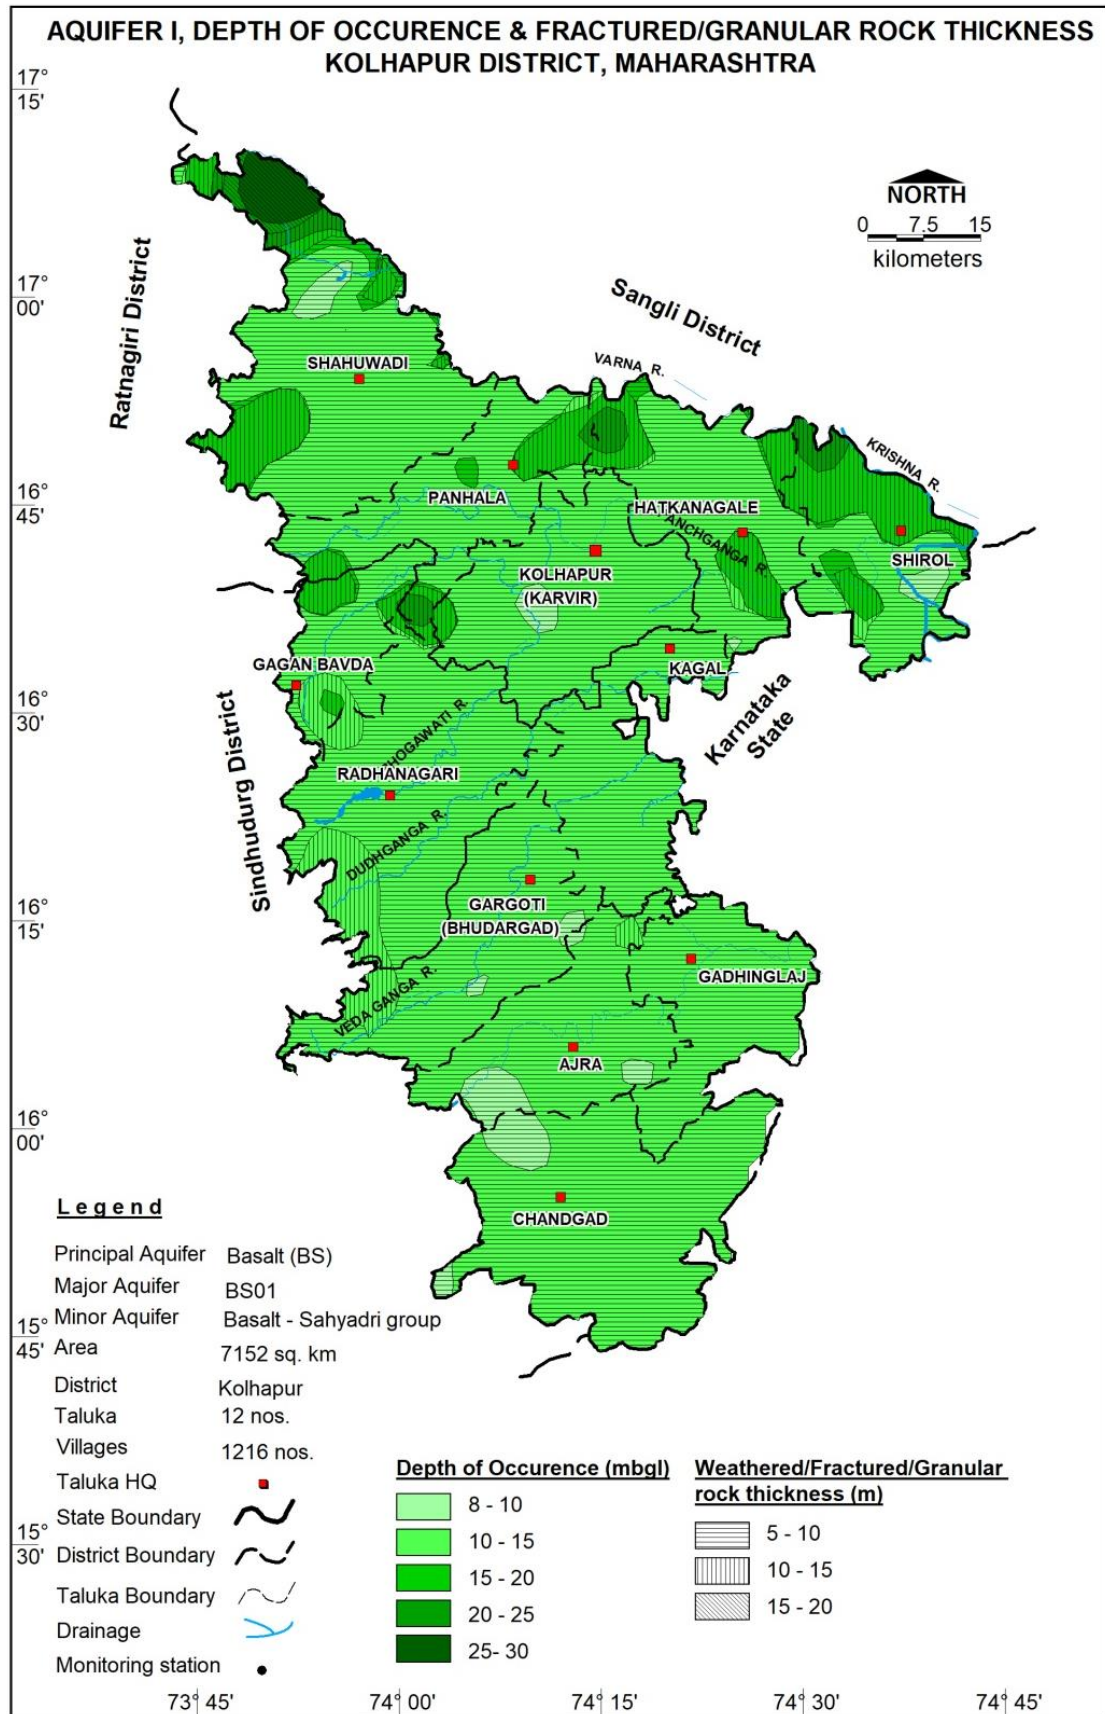 AQUIFER I, DEPTH OF OCCURENCE & FRACTURED/GRANULAR ROCK THICKNESS
KOLHAPUR DISTRICT, MAHARASHTRA
17°
15'
NORTH
0 7.5 15
kilometers
17°
00'
Ratnagiri District
Sangli District
SHAHUWADI
VARNA R.
KRISHNA R.
16°
45'
PANHALA
HATKANAGALE
PANCHGANGA R.
SHIROL
KOLHAPUR
(KARVIR)
GAGAN BAVDA
KAGAL
16°
30'
Karnataka
State
Sindhudurg District
BHOGAWATI R.
RADHANAGARI
DUDHGANGA R.
16°
15'
GARGOTI
(BHUDARGAD)
GADHINGLAJ
VEDA GANGA R.
AJRA
16°
00'
CHANDGAD
15°
45'
15°
30'
Legend
Principal Aquifer Basalt (BS)
Major Aquifer BS01
Minor Aquifer Basalt - Sahyadri group
Area 7152 sq. km
District Kolhapur
Taluka 12 nos.
Villages 1216 nos.
Taluka HQ
State Boundary
District Boundary
Taluka Boundary
Drainage
Monitoring station
Depth of Occurence (mbgl)
8 - 10
10 - 15
15 - 20
20 - 25
25- 30
Weathered/Fractured/Granular
rock thickness (m)
5 - 10
10 - 15
15 - 20
73° 45' 74° 00' 74° 15' 74° 30' 74° 45'